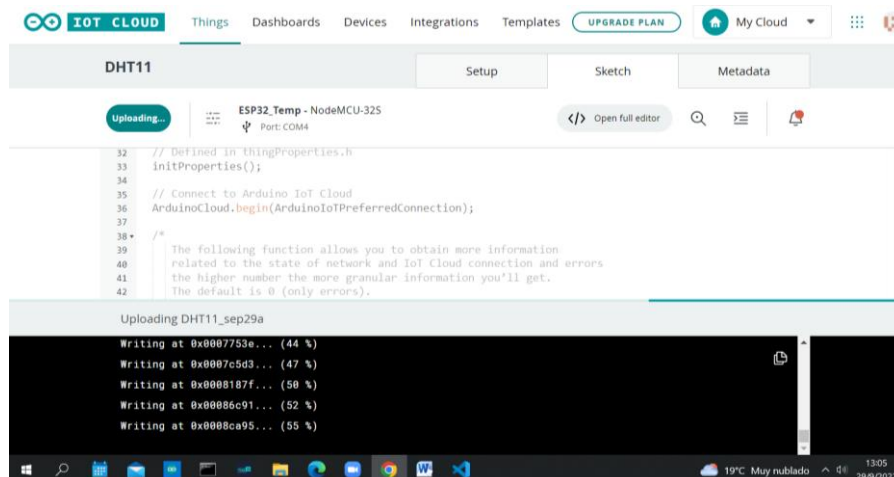 IOT CLOUD Things Dashboards Devices Integrations Templates UPGRADE PLAN My Cloud
DHT11 Setup Sketch Metadata
Uploading... ESP32_Temp - NodeMCU-32S </> Open full editor
Port: COM4
32 // Defined in thingProperties.h
33 initProperties();
34
35 // Connect to Arduino IoT Cloud
36 ArduinoCloud.begin(ArduinoIoTPreferredConnection);
37
38 /*
39 The following function allows you to obtain more information
40 related to the state of network and IoT Cloud connection and errors
41 the higher number the more granular information you'll get.
42 The default is 0 (only errors).
Uploading DHT11_sep29a
Writing at 0x0007753e... (44 %)
Writing at 0x0007c5d3... (47 %)
Writing at 0x0008187f... (50 %)
Writing at 0x00086c91... (52 %)
Writing at 0x0008ca95... (55 %)
19°C Muy nublado 13:05